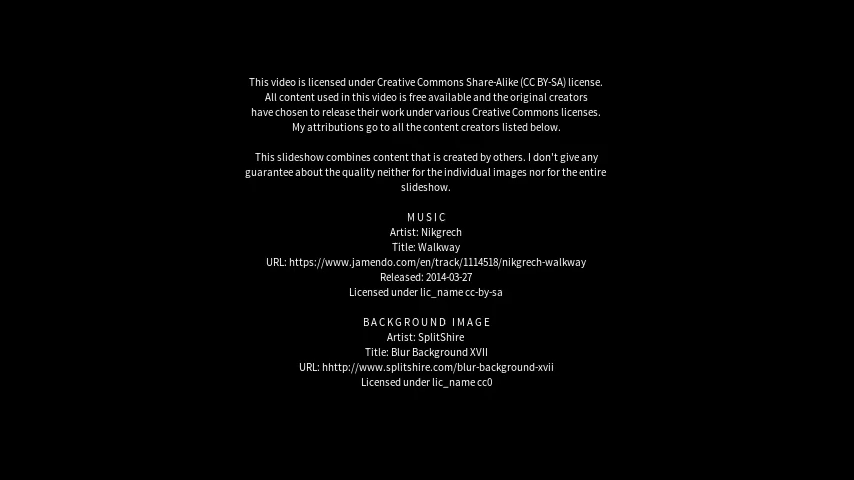 This video is licensed under Creative Commons Share-Alike (CC BY-SA) license.
All content used in this video is free available and the original creators
have chosen to release their work under various Creative Commons licenses.
My attributions go to all the content creators listed below.
This slideshow combines content that is created by others. I don't give any
guarantee about the quality neither for the individual images nor for the entire
slideshow.
MUSIC
Artist: Nikgrech
Title: Walkway
URL: https://www.jamendo.com/en/track/1114518/nikgrech-walkway
Released: 2014-03-27
Licensed under lic_name cc-by-sa
BACKGROUND IMAGE
Artist: SplitShire
Title: Blur Background XVII
URL: hhttp://www.splitshire.com/blur-background-xvii
Licensed under lic_name cc0